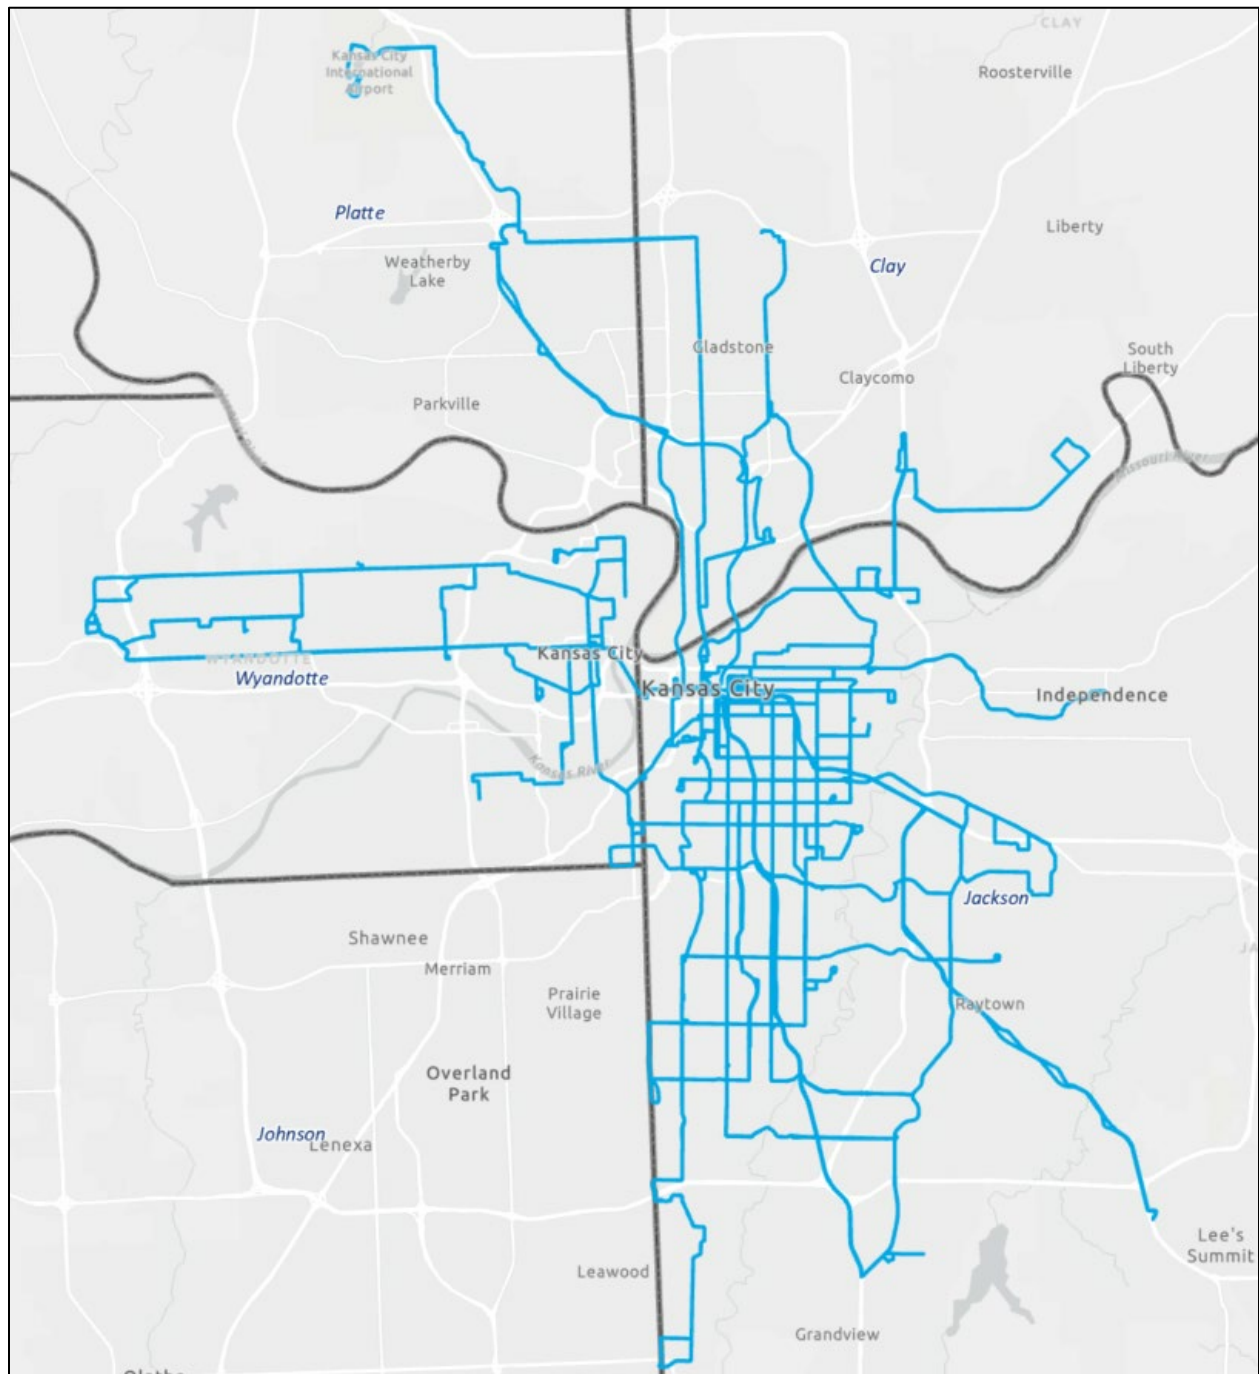 CLAY
Kansas City
International
Airport
Roosterville
Platte
Liberty
Weatherby
Lake
Clay
Gladstone
South
Liberty
Claycomo
Parkville
Missouri River
Kansas City
WYANDOTTE
Wyandotte
Kansas City
Independence
Kansas River
Jackson
Shawnee
JA
Merriam
Prairie
Village
Raytown
Overland
Park
Johnson
Lenexa
Lee's
Summit
Leawood
Grandview